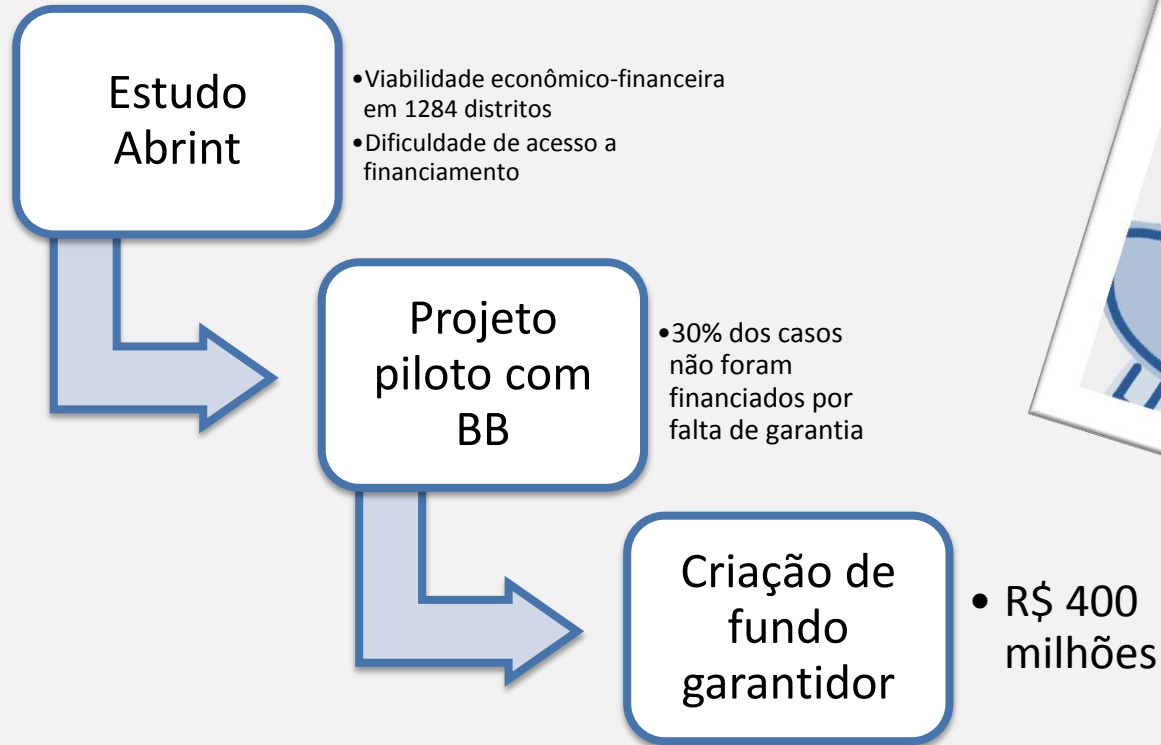 Estudo
Abrint
•Viabilidade econômico-financeira
em 1284 distritos
•Dificuldade de acesso a
financiamento
Projeto
piloto com
BB
•30% dos casos
não foram
financiados por
falta de garantia
Criação de
fundo
garantidor
• R$ 400
milhões